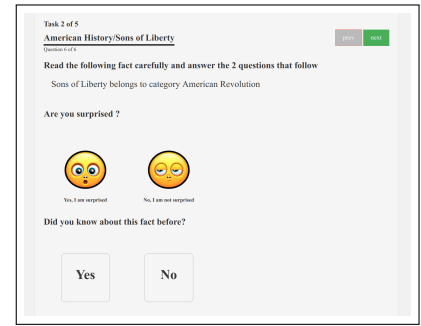 Task 2 of 5
American History/Sons of Liberty
prev next
Question 6 of 6
Read the following fact carefully and answer the 2 questions that follow
Sons of Liberty belongs to category American Revolution
Are you surprised ?
Yes, I am surprised No, I am not surprised
Did you know about this fact before?
Yes No